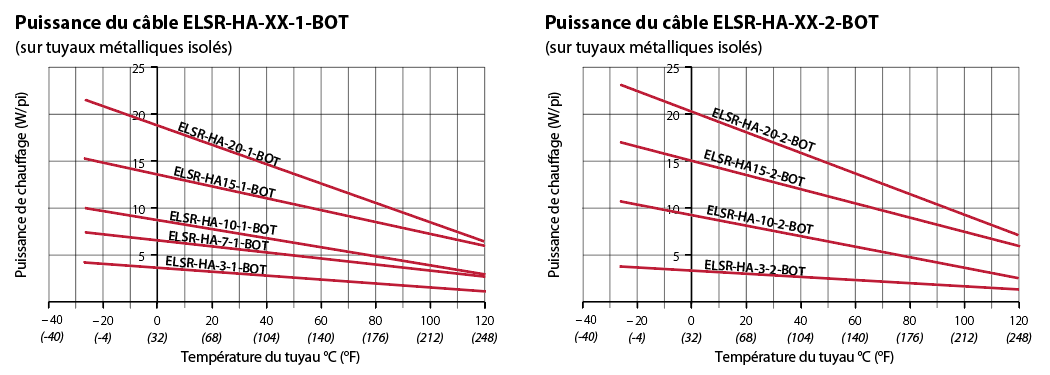 Puissance du câble ELSR-HA-XX-1-BOT
(sur tuyaux métalliques isolés)
Puissance de chauffage (W/pi)
25
20
15
10
5
ELSR-HA-20-1-BOT
ELSR-HA15-1-BOT
ELSR-HA-10-1-BOT
ELSR-HA-7-1-BOT
ELSR-HA-3-1-BOT
– 40 – 20 0 20 40 60 80 100 120
(-40) (-4) (32) (68) (104) (140) (176) (212) (248)
Température du tuyau °C (°F)
Puissance du câble ELSR-HA-XX-2-BOT
(sur tuyaux métalliques isolés)
Puissance de chauffage (W/pi)
25
20
15
10
5
ELSR-HA-20-2-BOT
ELSR-HA15-2-BOT
ELSR-HA-10-2-BOT
ELSR-HA-3-2-BOT
– 40 – 20 0 20 40 60 80 100 120
(-40) (-4) (32) (68) (104) (140) (176) (212) (248)
Température du tuyau °C (°F)